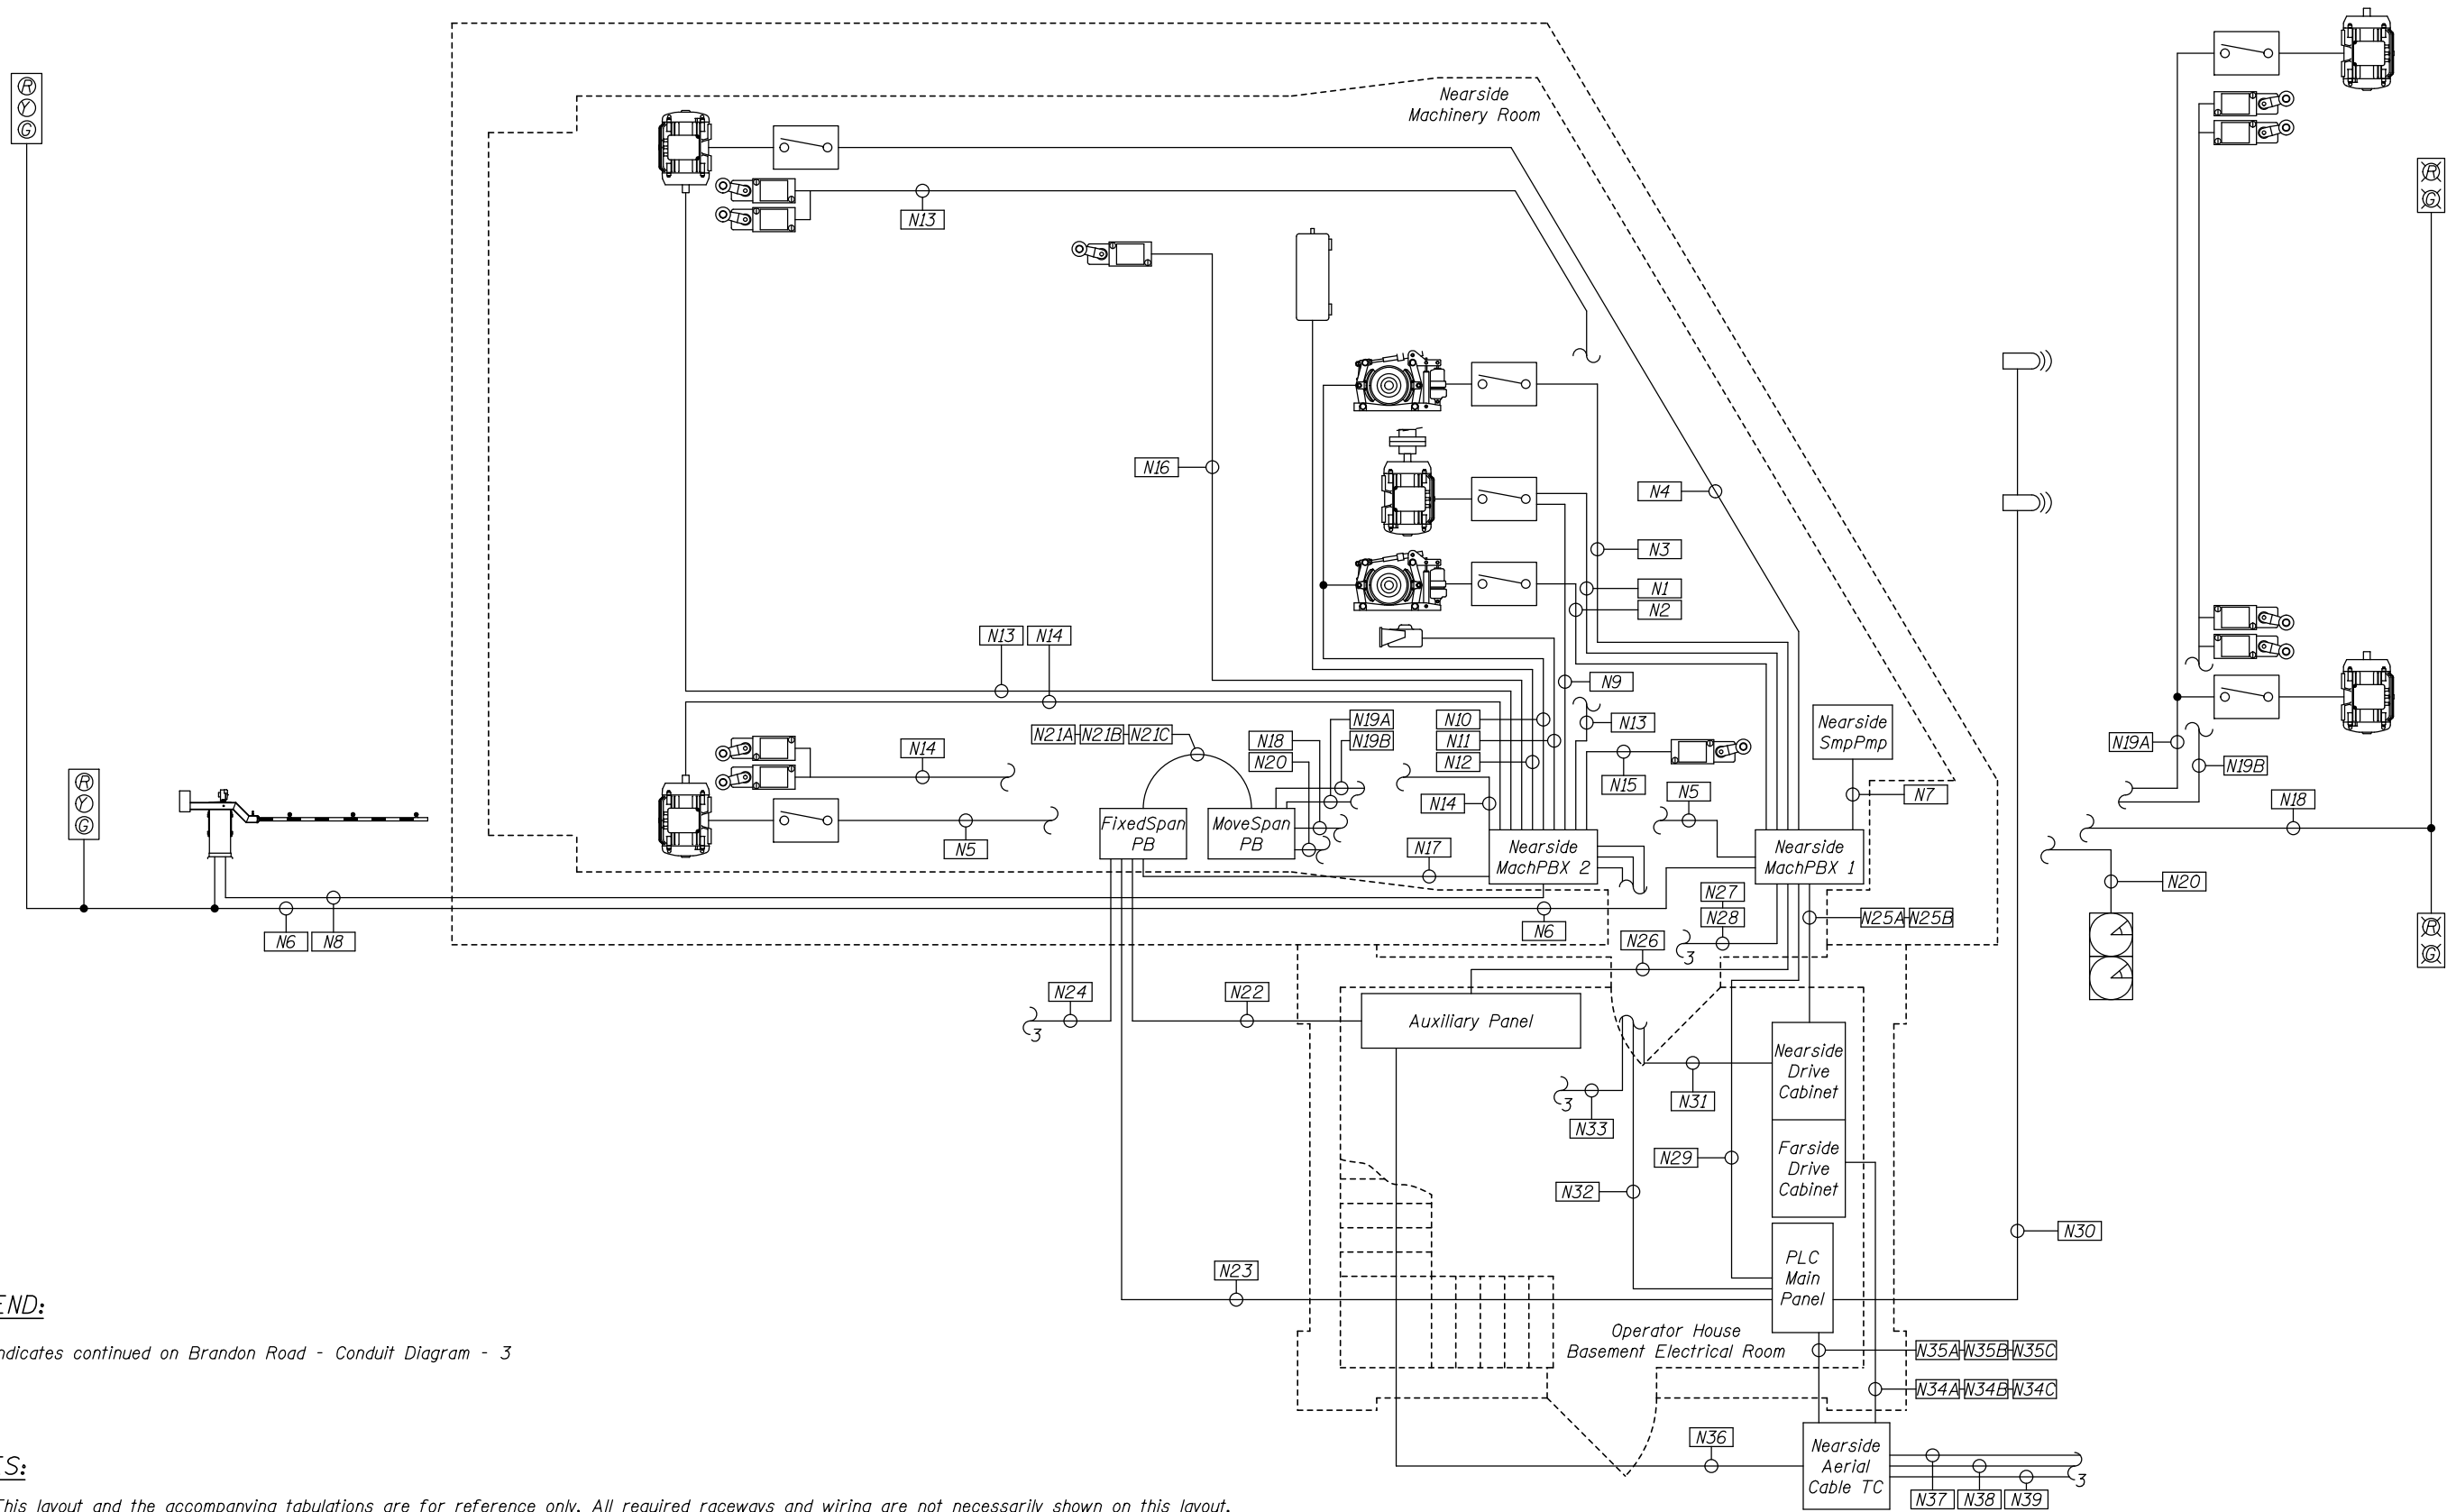 R
Y
G
Nearside
Machinery Room
R
G
N13
N16
N4
N3
N1
N2
N13
N14
N9
N10
N11
N12
N13
N15
N19A
N19B
N18
N20
N21A
N21B
N21C
N14
N5
N14
N5
N17
Nearside
SmpPmp
N7
R
Y
G
FixedSpan
PB
MoveSpan
PB
Nearside
MachPBX 2
Nearside
MachPBX 1
N19A
N19B
N18
N20
R
G
N6
N8
N6
N27
N28
3
N25A
N25B
N26
N24
3
N22
Auxiliary Panel
Nearside
Drive
Cabinet
Farside
Drive
Cabinet
N31
3
N33
N29
N32
N30
PLC
Main
Panel
N23
Operator House
Basement Electrical Room
N35A
N35B
N35C
N34A
N34B
N34C
N36
Nearside
Aerial
Cable TC
3
N37
N38
N39
END:
ndicates continued on Brandon Road - Conduit Diagram - 3
ES:
This layout and the accompanying tabulations are for reference only. All required raceways and wiring are not necessarily shown on this layout.